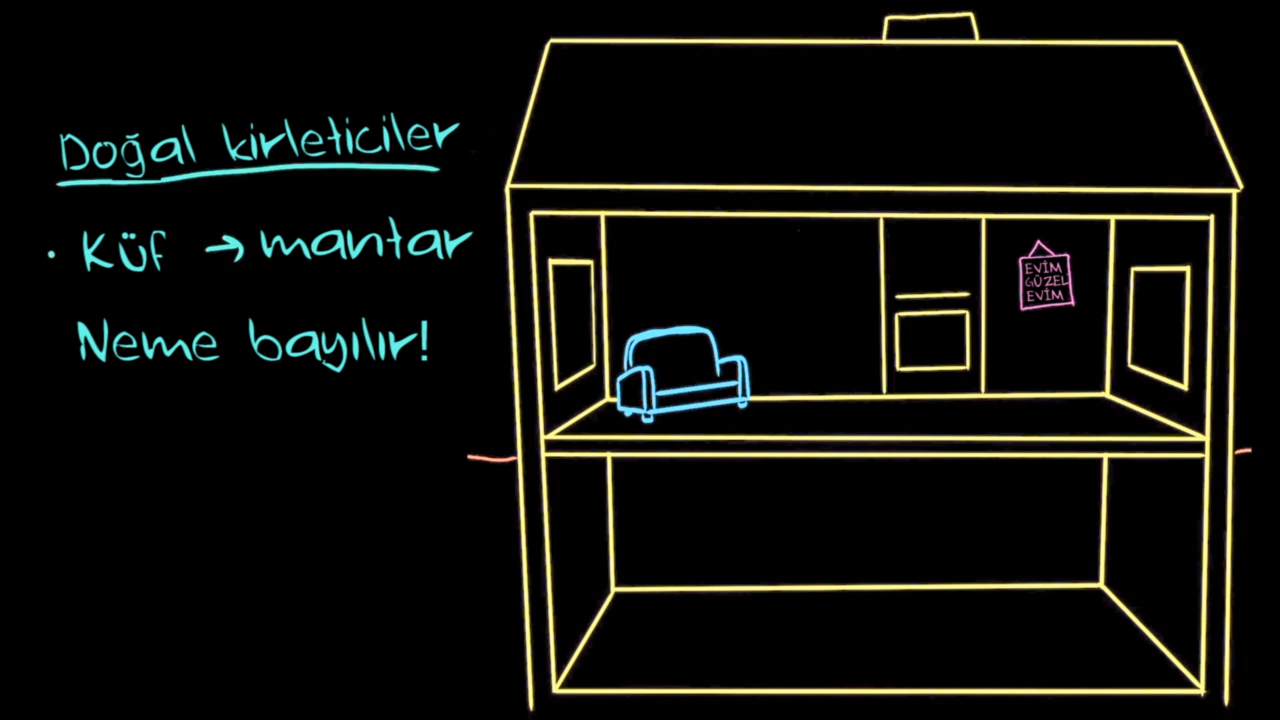 Doğal kirleticiler
• Küf → mantar
Neme bayılır!
EVİM
GÜZEL
EVİM